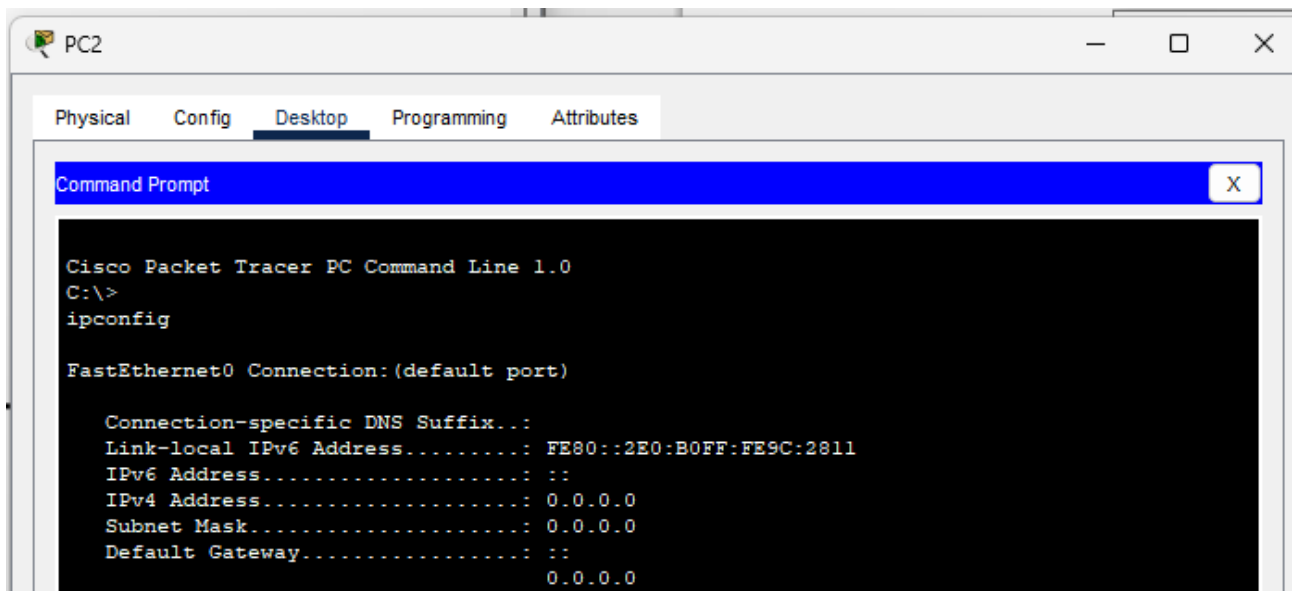 PC2
Physical Config Desktop Programming Attributes
Command Prompt
X
Cisco Packet Tracer PC Command Line 1.0
C:\>
ipconfig
FastEthernet0 Connection:(default port)
Connection-specific DNS Suffix..:
Link-local IPv6 Address.........: FE80::2E0:B0FF:FE9C:2811
IPv6 Address....................: ::
IPv4 Address....................: 0.0.0.0
Subnet Mask.....................: 0.0.0.0
Default Gateway.................: ::
0.0.0.0